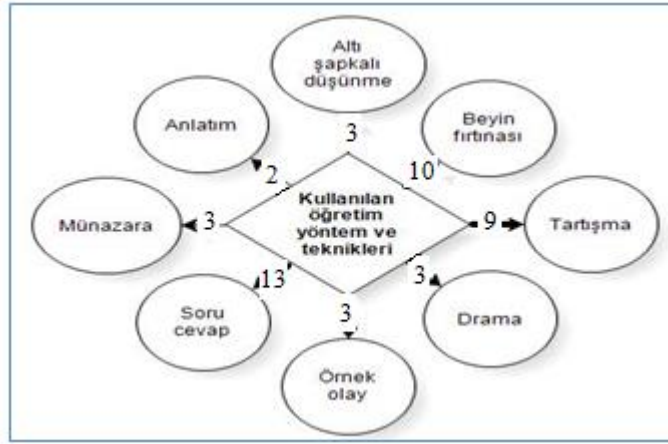 Altı
şapkalı
düşünme
Anlatım
Beyin
fırtınası
3
2
10
Münazara
3
Kullanılan
öğretim
yöntem ve
teknikleri
9
Tartışma
13
3
3
Soru
cevap
Drama
Örnek
olay